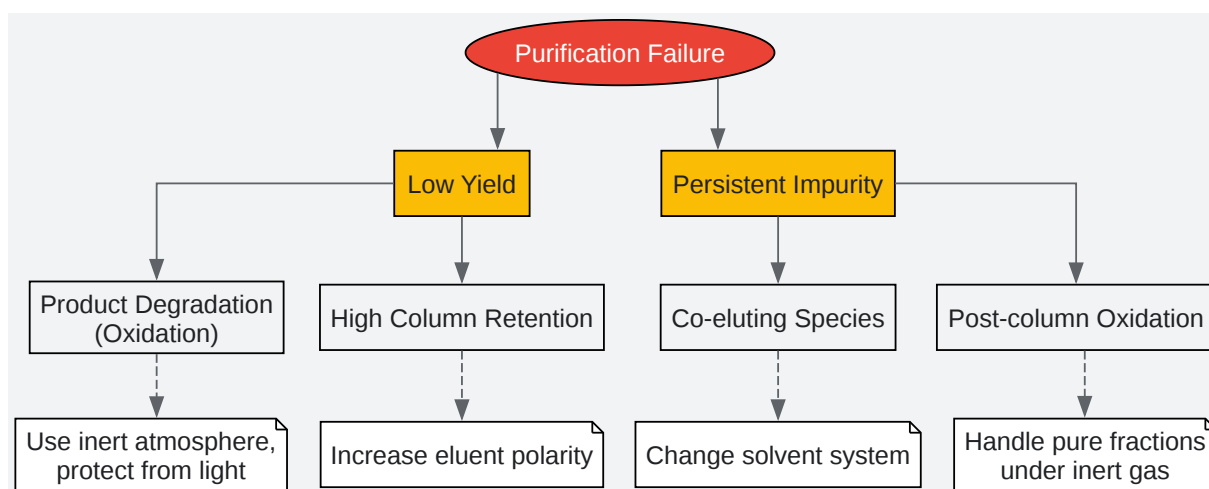 Purification Failure
Low Yield
Persistent Impurity
Product Degradation
(Oxidation)
High Column Retention
Co-eluting Species
Post-column Oxidation
Use inert atmosphere,
protect from light
Increase eluent polarity
Change solvent system
Handle pure fractions
under inert gas